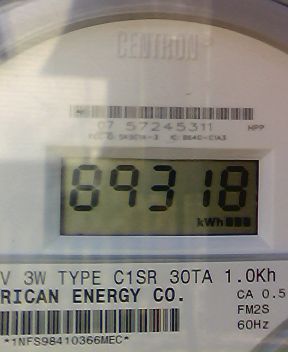 CENTRON
07 57245311 HPP
89318
kWh
V 3W TYPE C1SR 30TA 1.0Kh
RICAN ENERGY CO. CA 0.5
FM2S
60Hz
*1NFS98410366MEC*